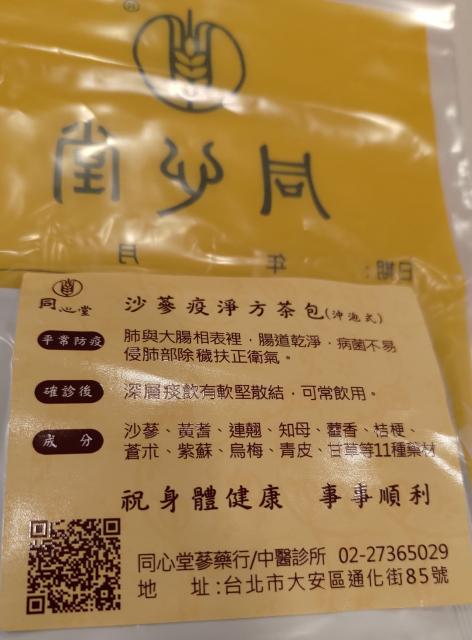 同心堂
日期： 年 月
同心堂
沙蔘疫淨方茶包(沖泡式)
平常防疫
肺與大腸相表裡，腸道乾淨，病菌不易
侵肺部除穢扶正衛氣。
確診後
深層痰飲有軟堅散結，可常飲用。
成分
沙蔘、黃耆、連翹、知母、藿香、桔梗、
蒼朮、紫蘇、烏梅、青皮、甘草等11種藥材
祝身體健康 事事順利
同心堂蔘藥行/中醫診所 02-27365029
地 址:台北市大安區通化街85號